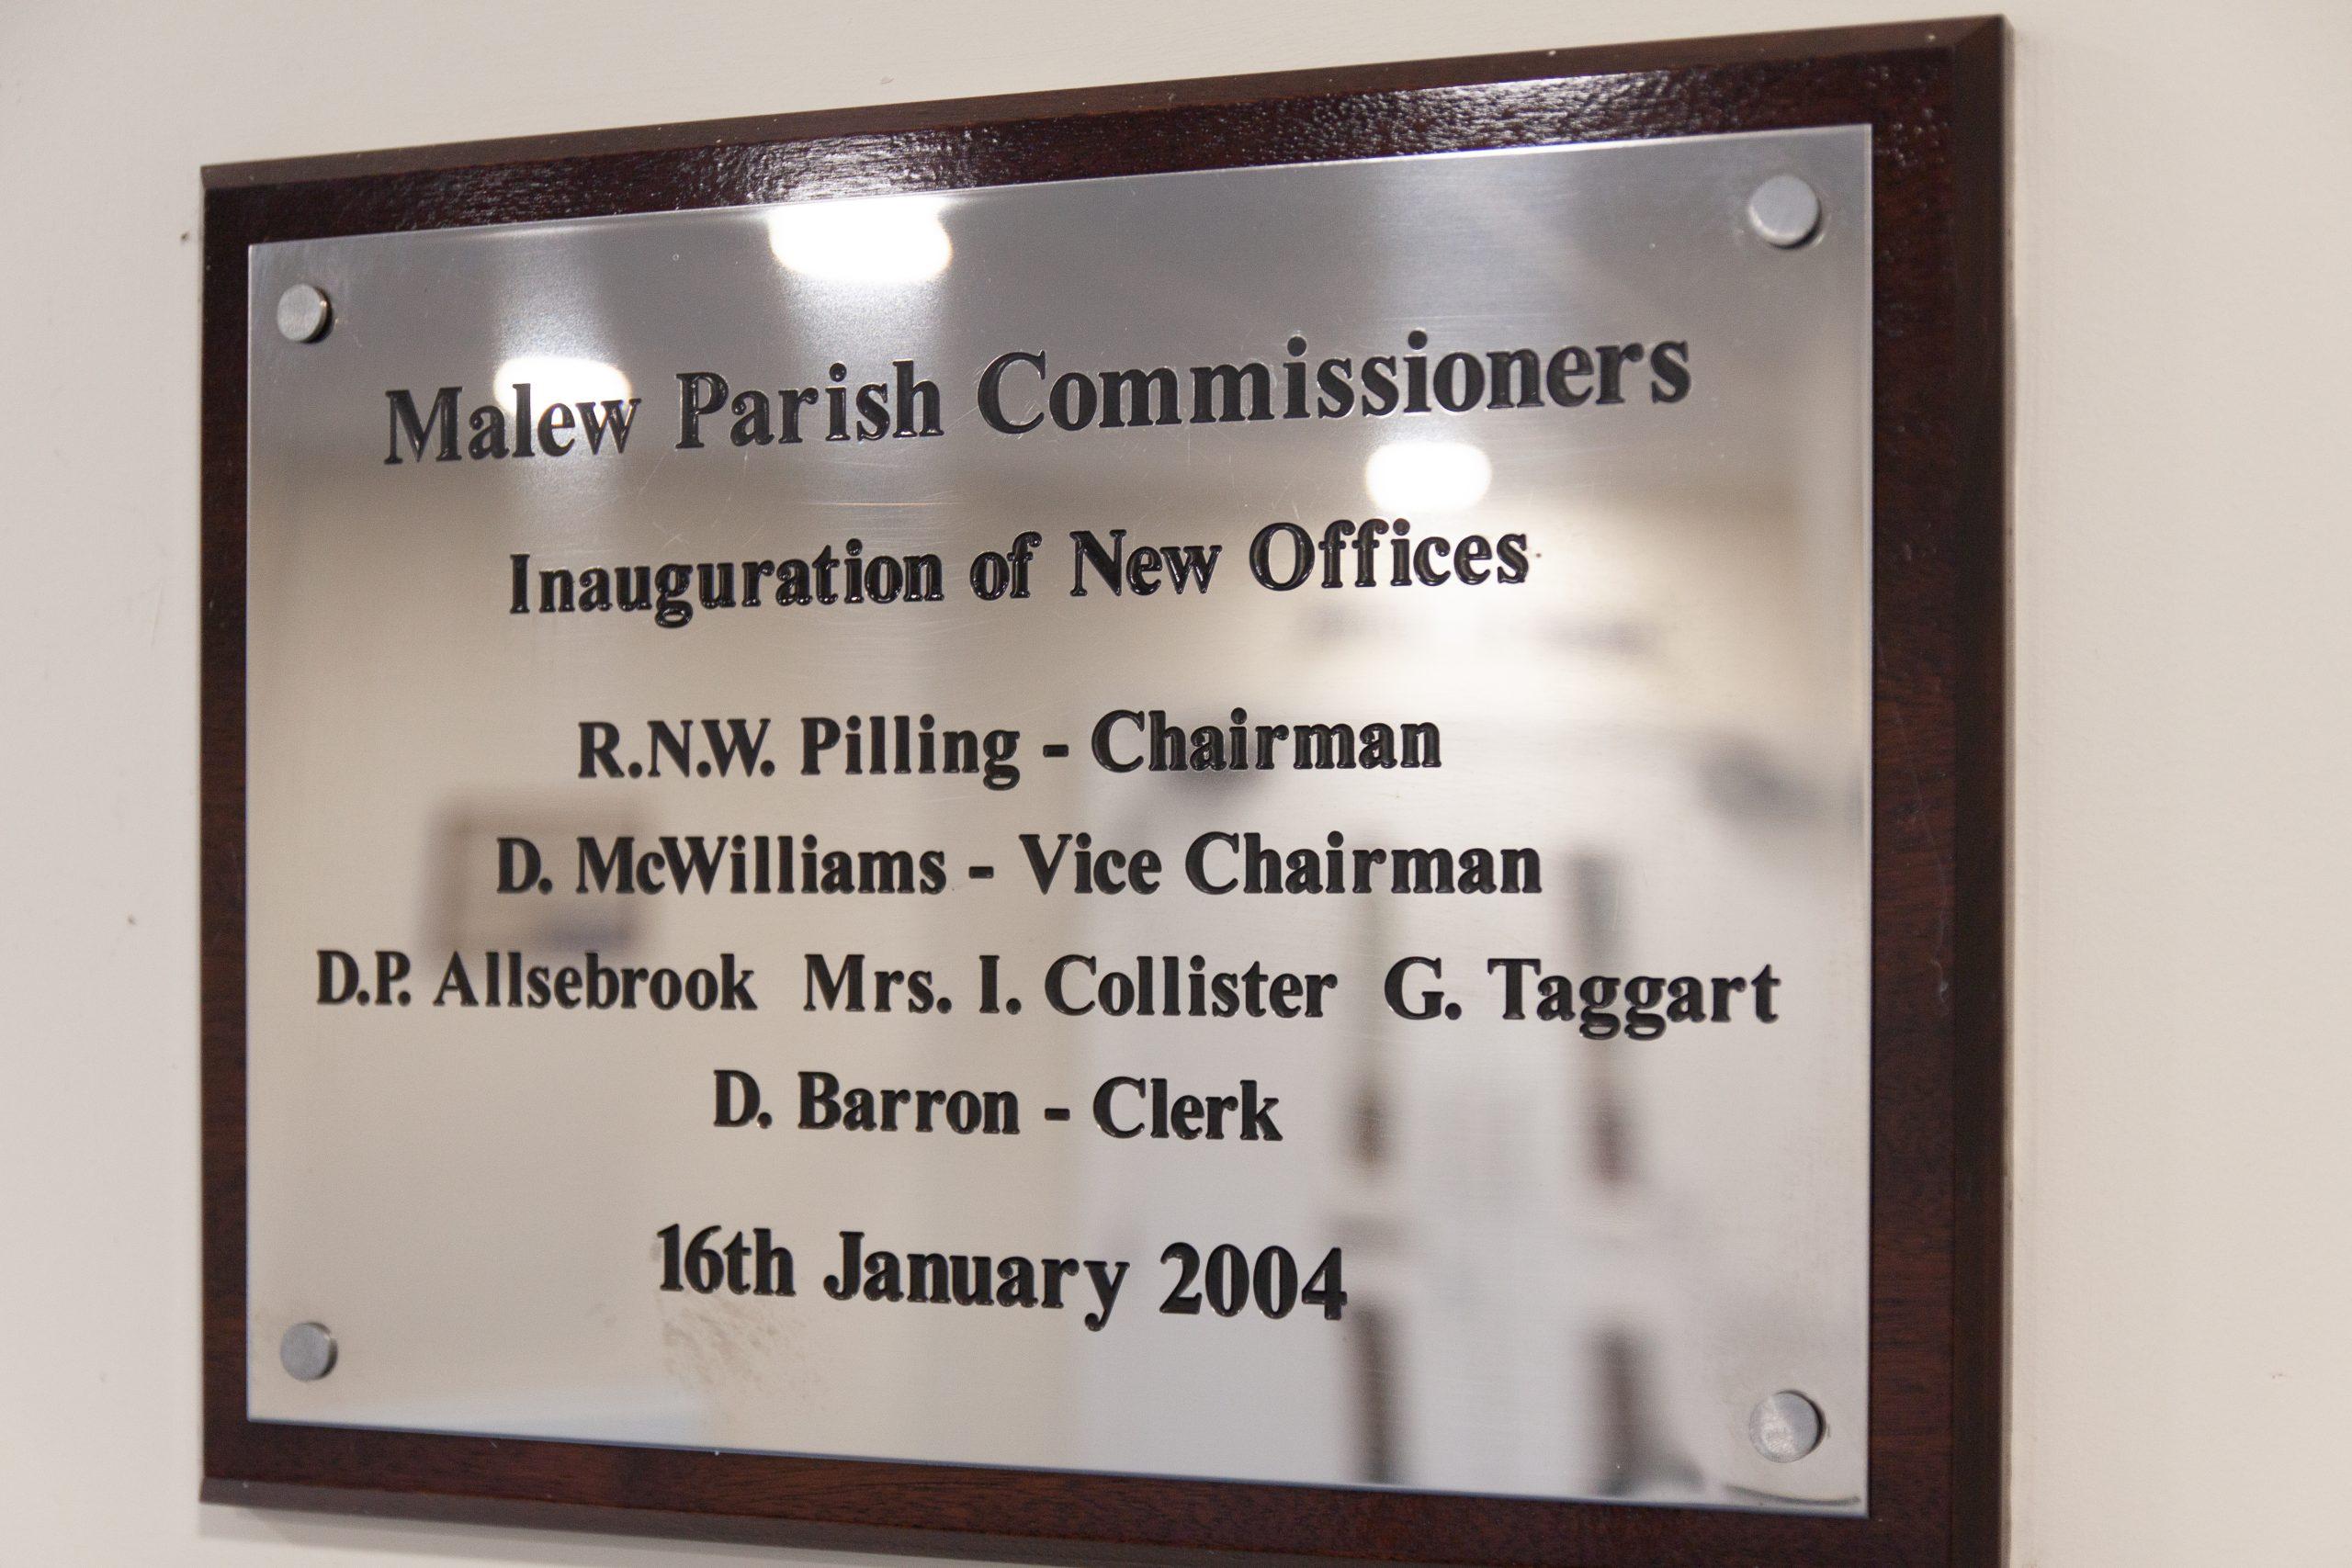 Malew Parish Commissioners
Inauguration of New Offices
R.N.W. Pilling - Chairman
D. McWilliams - Vice Chairman
D.P. Allsebrook Mrs. I. Collister G. Taggart
D. Barron - Clerk
16th January 2004